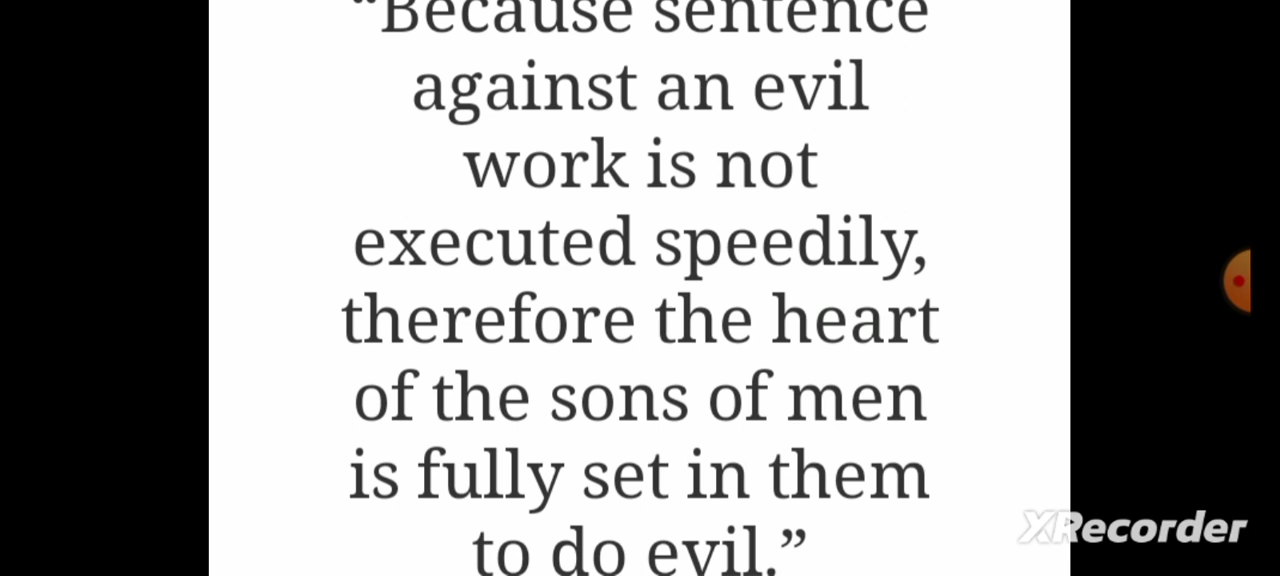 “Because sentence
against an evil
work is not
executed speedily,
therefore the heart
of the sons of men
is fully set in them
to do evil.”
XRecorder